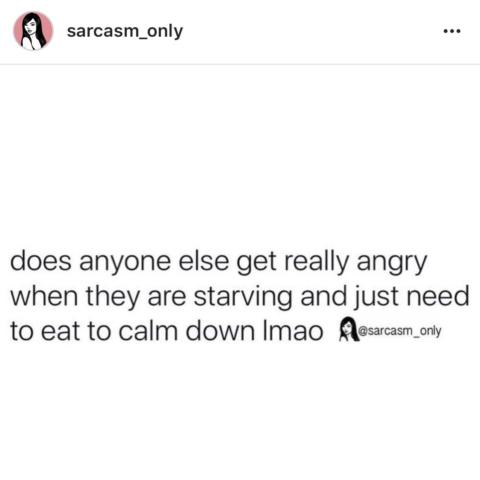 sarcasm_only
does anyone else get really angry
when they are starving and just need
to eat to calm down lmao @sarcasm_only